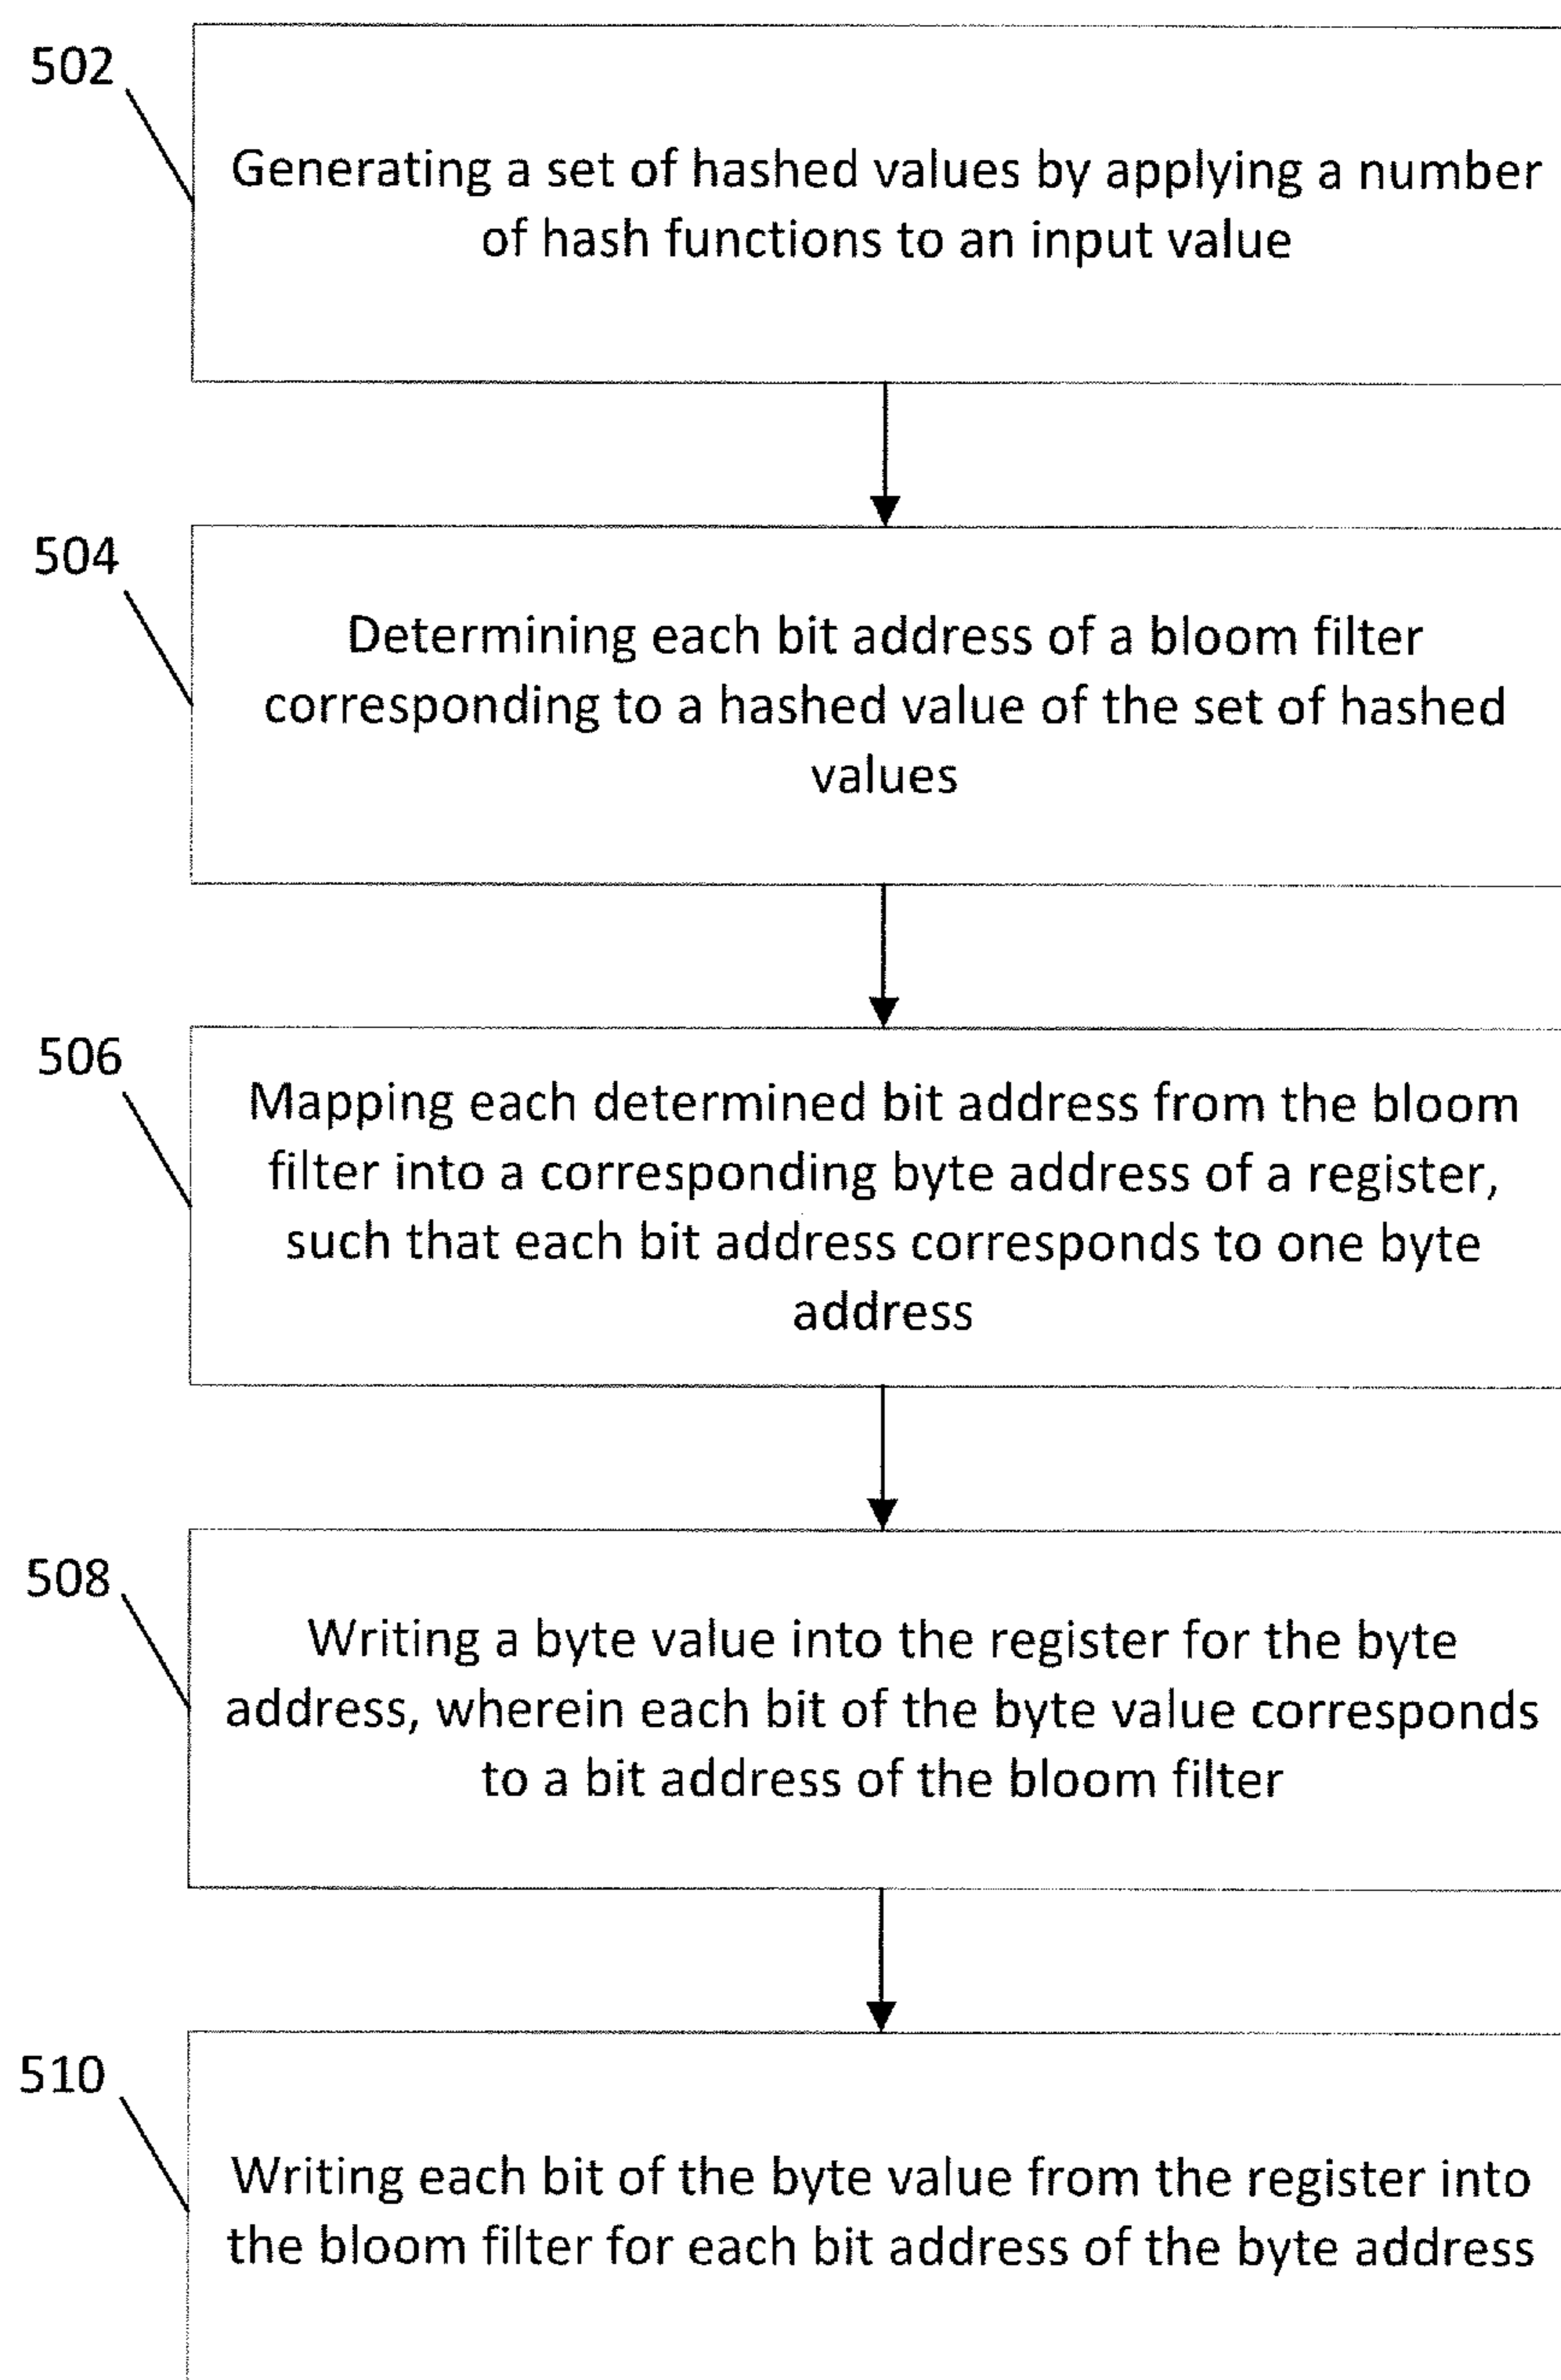 502
Generating a set of hashed values by applying a number
of hash functions to an input value
504
Determining each bit address of a bloom filter
corresponding to a hashed value of the set of hashed
values
506
Mapping each determined bit address from the bloom
filter into a corresponding byte address of a register,
such that each bit address corresponds to one byte
address
508
Writing a byte value into the register for the byte
address, wherein each bit of the byte value corresponds
to a bit address of the bloom filter
510
Writing each bit of the byte value from the register into
the bloom filter for each bit address of the byte address